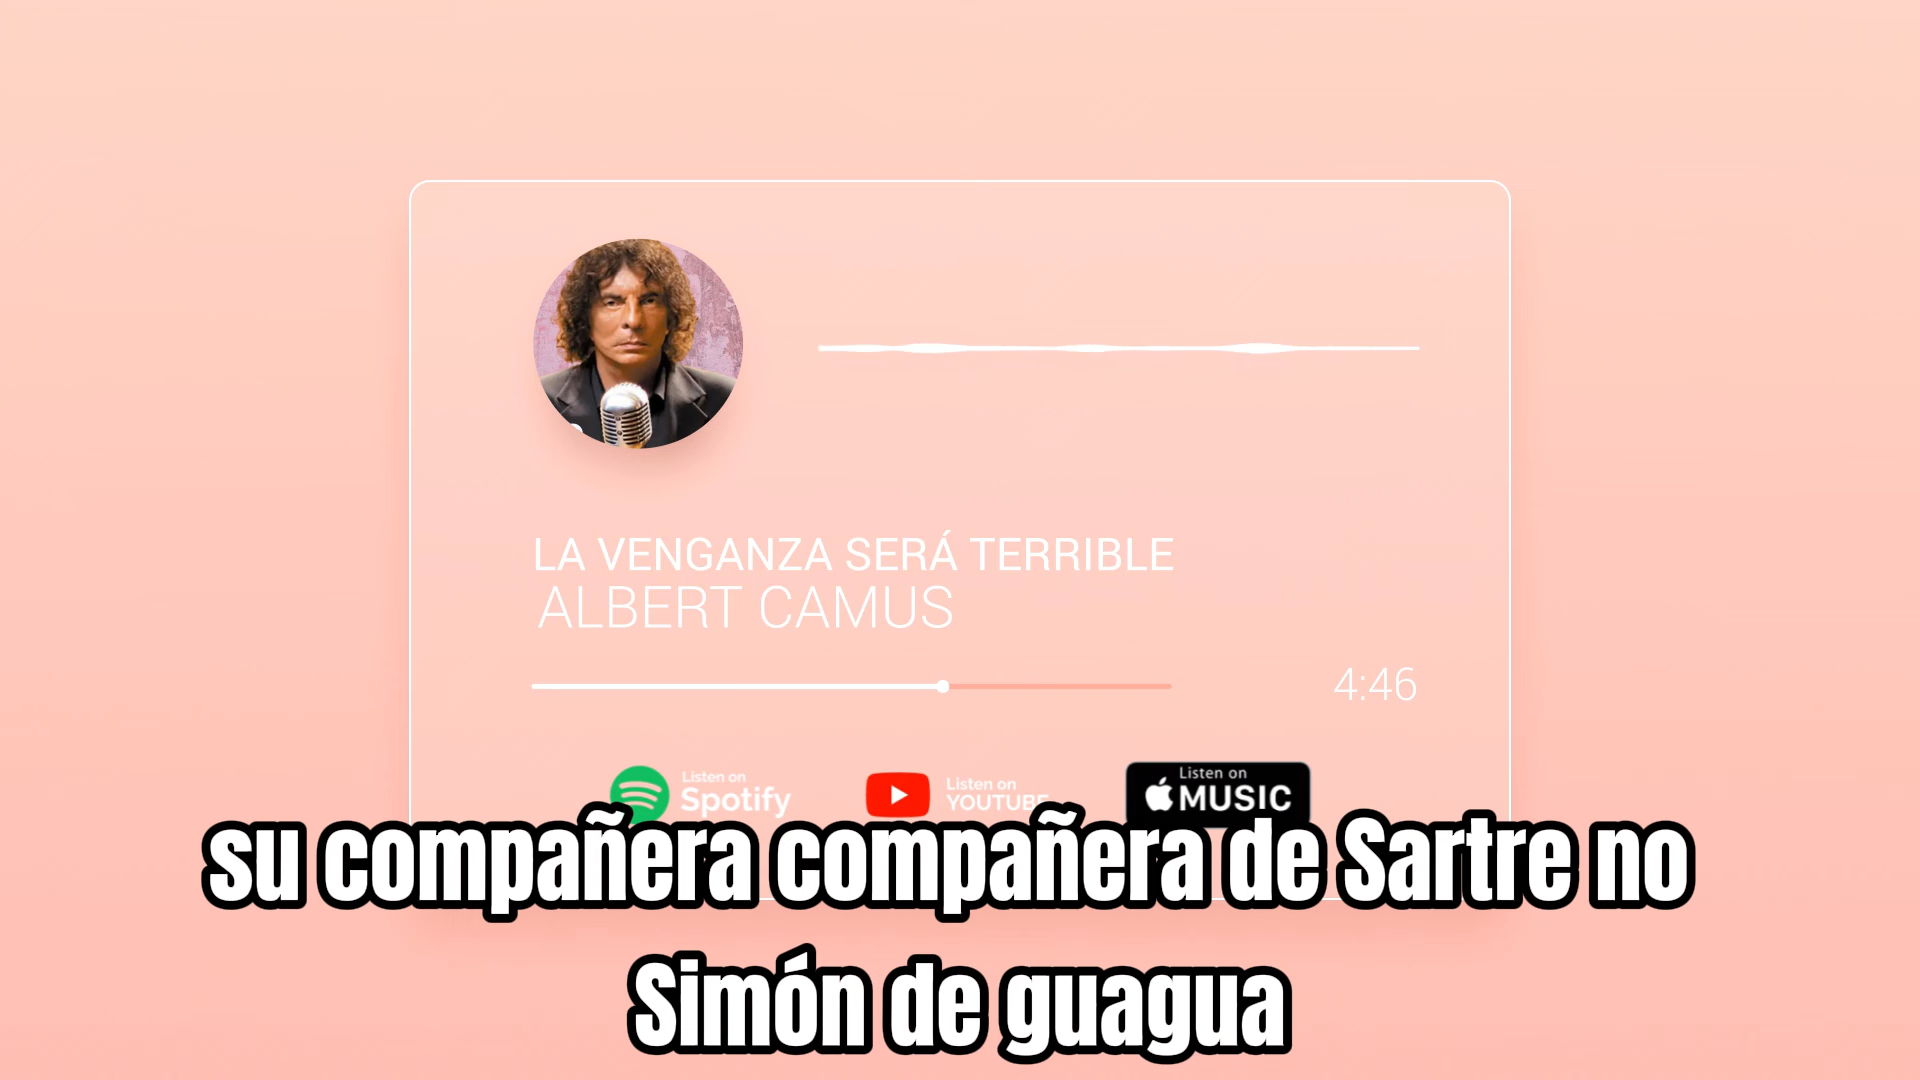 LA VENGANZA SERÁ TERRIBLE
ALBERT CAMUS
4:46
Listen on
Spotify
Listen on
YOUTUBE
Listen on
MUSIC
su compañera compañera de Sartre no
Simón de guagua